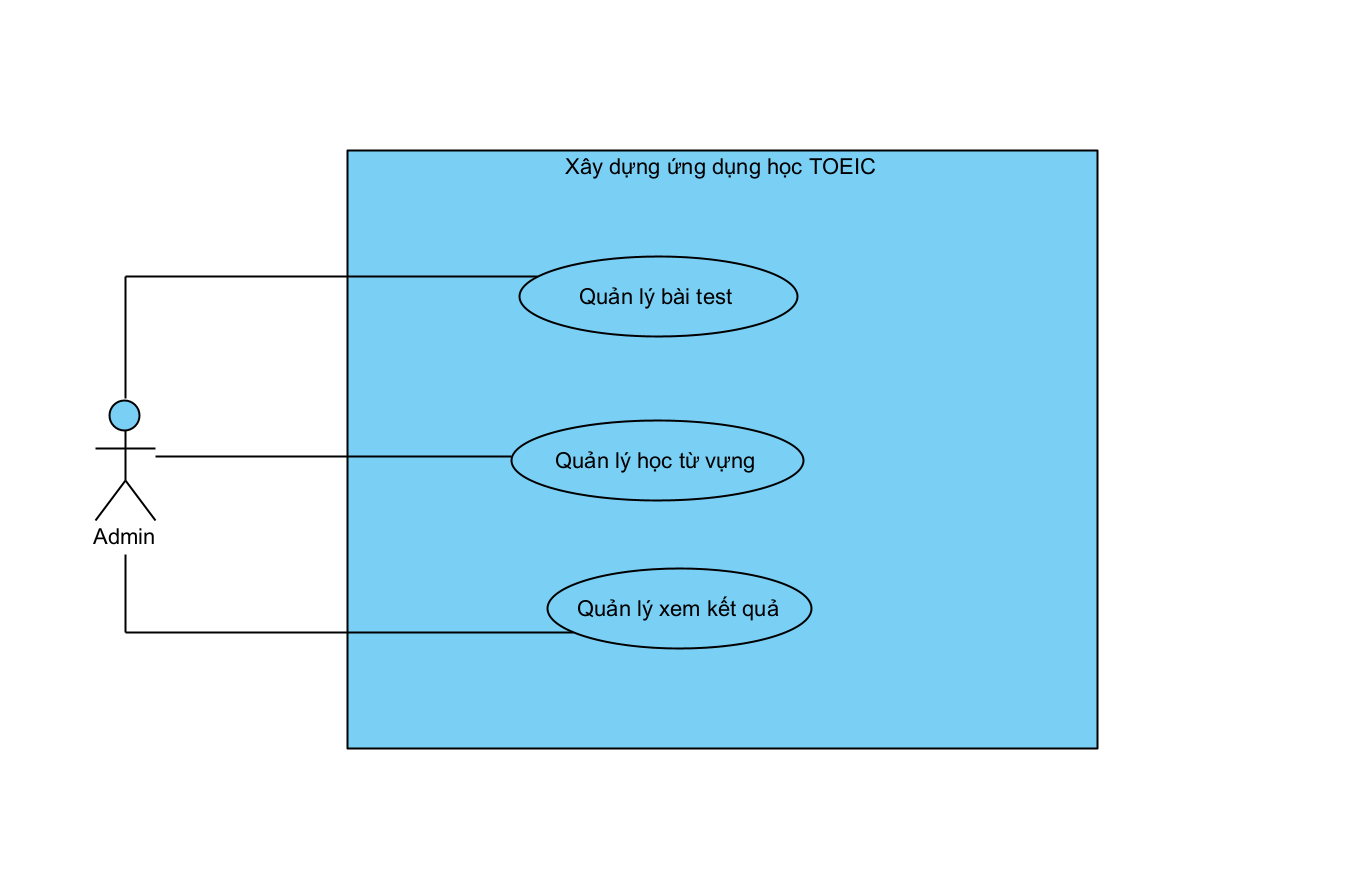 Xây dựng ứng dụng học TOEIC
Quản lý bài test
Quản lý học từ vựng
Admin
Quản lý xem kết quả